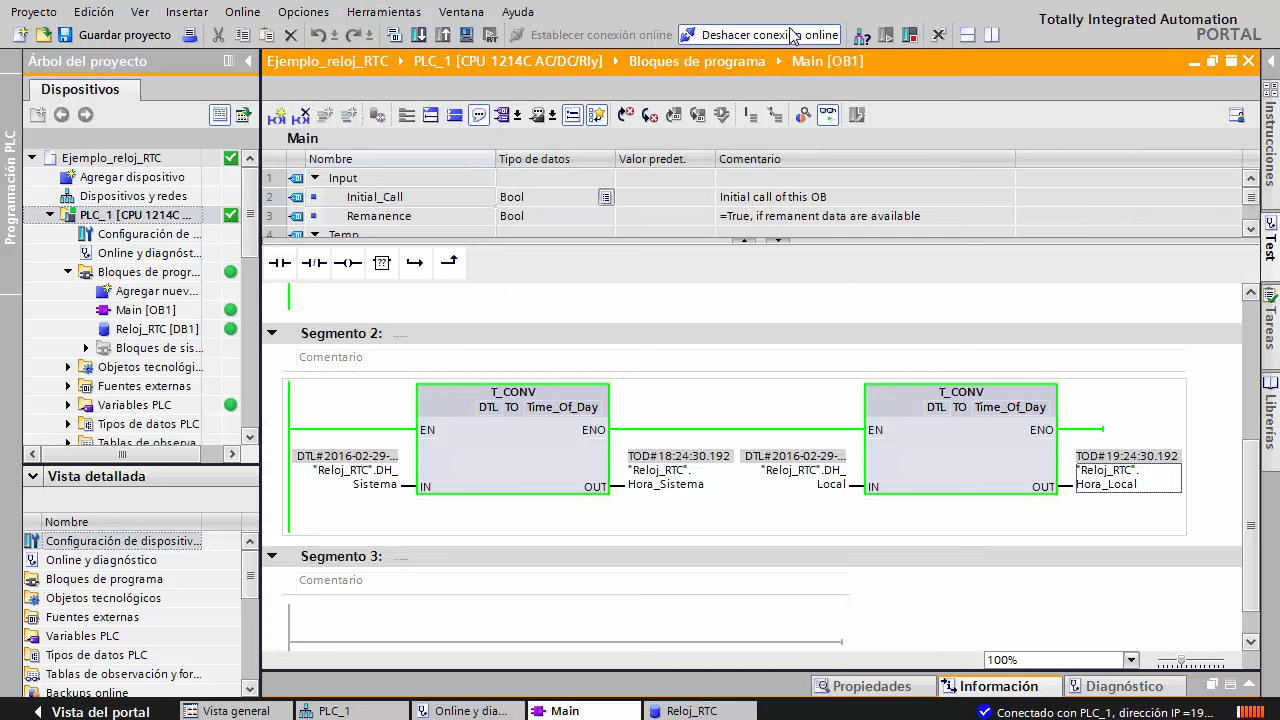 Proyecto Edición Ver Insertar Online Opciones Herramientas Ventana Ayuda
Totally Integrated Automation
PORTAL
Guardar proyecto Establecer conexión online Deshacer conexión online
Árbol del proyecto
Ejemplo_reloj_RTC PLC_1 [CPU 1214C AC/DC/Rly] Bloques de programa Main [OB1]
Dispositivos
Programación PLC
Ejemplo_reloj_RTC
Agregar dispositivo
Dispositivos y redes
PLC_1 [CPU 1214C ...
Configuración de ...
Online y diagnóst...
Bloques de progr...
Agregar nuev...
Main [OB1]
Reloj_RTC [DB1]
Bloques de sis...
Objetos tecnológi...
Fuentes externas
Variables PLC
Tipos de datos PLC
Tablas de observa...
Vista detallada
Nombre
Configuración de dispositiv...
Online y diagnóstico
Bloques de programa
Objetos tecnológicos
Fuentes externas
Variables PLC
Tipos de datos PLC
Tablas de observación y for...
Backups online
Main
Nombre Tipo de datos Valor predet. Comentario
1 Input
2 Initial_Call Bool Initial call of this OB
3 Remanence Bool =True, if remanent data are available
4 Temp
??
Segmento 2: .....
Comentario
T_CONV
DTL TO Time_Of_Day
EN ENO
DTL#2016-02-29-...
"Reloj_RTC".DH_
Sistema
IN OUT
TOD#18:24:30.192
"Reloj_RTC".
Hora_Sistema
DTL#2016-02-29-...
"Reloj_RTC".DH_
Local
T_CONV
DTL TO Time_Of_Day
EN ENO
IN OUT
TOD#19:24:30.192
"Reloj_RTC".
Hora_Local
Segmento 3: .....
Comentario
100%
Propiedades Información Diagnóstico
Instrucciones
Test
Tareas
Librerías
Vista del portal Vista general PLC_1 Online y dia... Main Reloj_RTC Conectado con PLC_1, dirección IP =19...